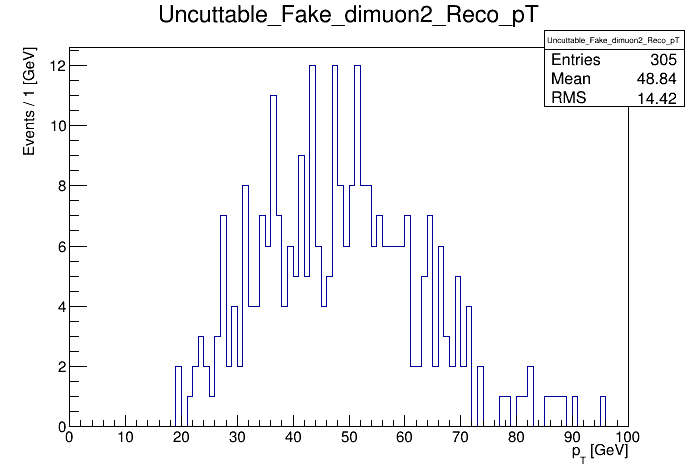 Uncuttable_Fake_dimuon2_Reco_pT
Uncuttable_Fake_dimuon2_Reco_pT
Entries 305
Mean 48.84
RMS 14.42
Events / 1 [GeV]
12
10
8
6
4
2
0
0 10 20 30 40 50 60 70 80 90 100
p_T [GeV]